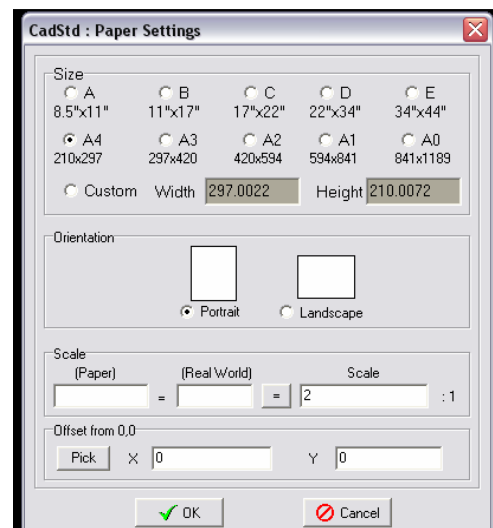 CadStd : Paper Settings
Size
A B C D E
8.5"x11" 11"x17" 17"x22" 22"x34" 34"x44"
A4 A3 A2 A1 A0
210x297 297x420 420x594 594x841 841x1189
Custom Width 297.0022 Height 210.0072
Orientation
Portrait Landscape
Scale
(Paper) (Real World) Scale
= = 2 : 1
Offset from 0,0
Pick X 0 Y 0
OK Cancel